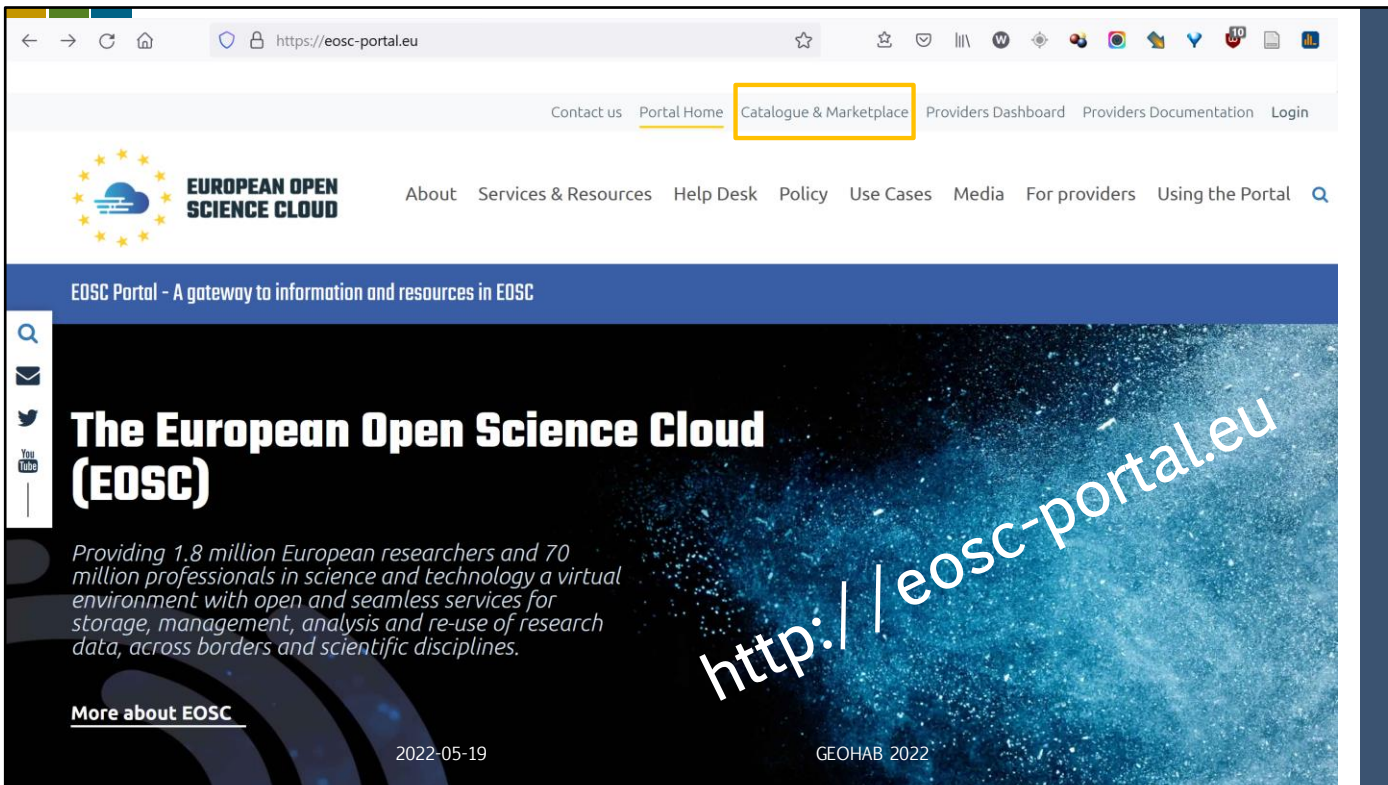 https://eosc-portal.eu
10
Contact us Portal Home Catalogue & Marketplace Providers Dashboard Providers Documentation Login
EUROPEAN OPEN
SCIENCE CLOUD
About Services & Resources Help Desk Policy Use Cases Media For providers Using the Portal
EOSC Portal - A gateway to information and resources in EOSC
You
Tube
The European Open Science Cloud
(EOSC)
Providing 1.8 million European researchers and 70
million professionals in science and technology a virtual
environment with open and seamless services for
storage, management, analysis and re-use of research
data, across borders and scientific disciplines.
http://eosc-portal.eu
More about EOSC
2022-05-19 GEOHAB 2022